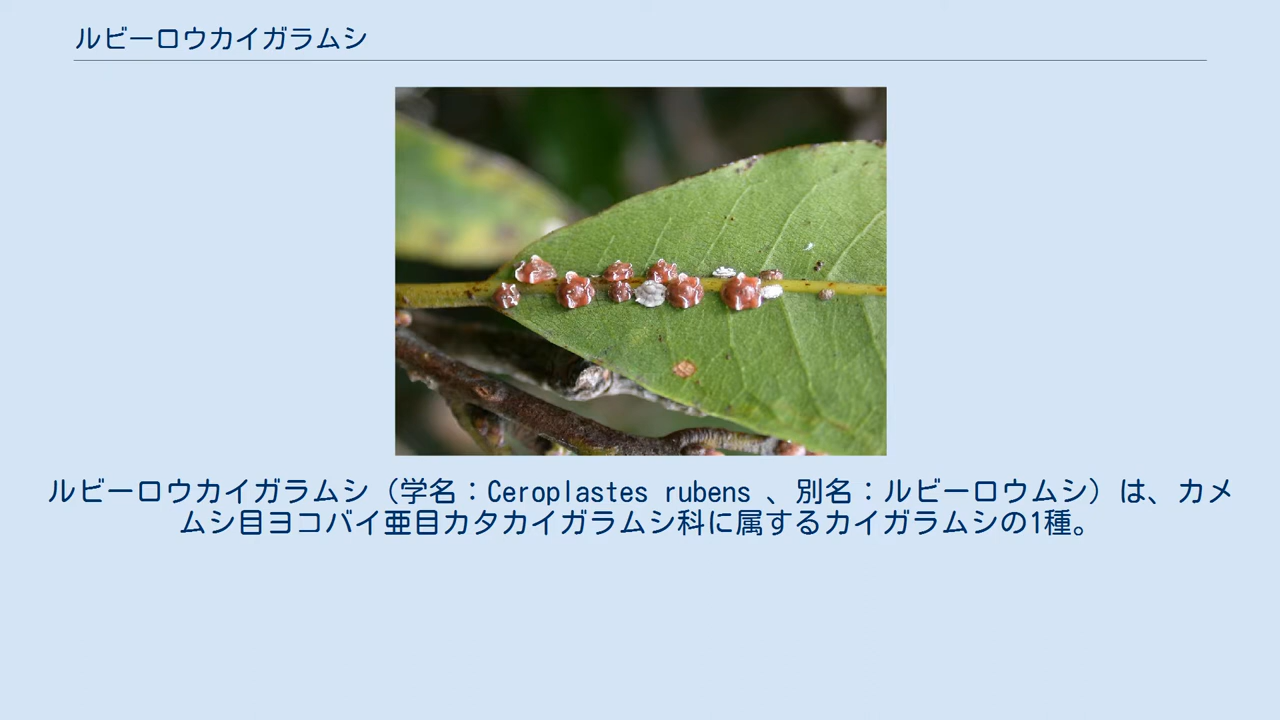 ルビーロウカイガラムシ
ルビーロウカイガラムシ（学名：Ceroplastes rubens 、別名：ルビーロウムシ）は、カメ
ムシ目ヨコバイ亜目カタカイガラムシ科に属するカイガラムシの1種。